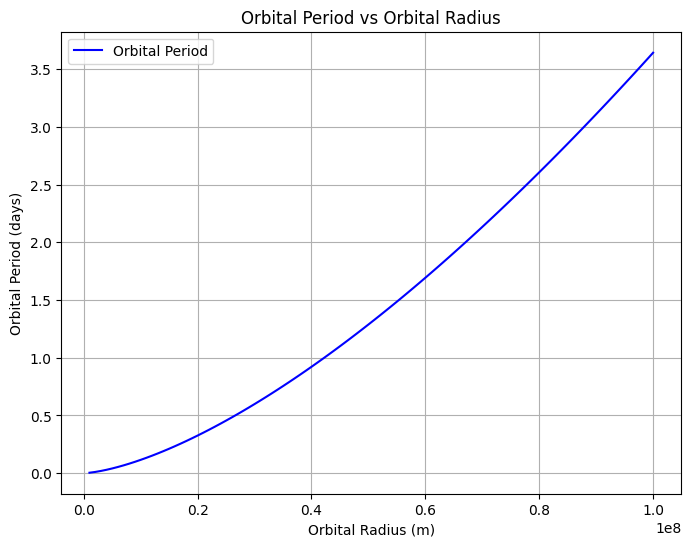 Orbital Period vs Orbital Radius
Orbital Period
Orbital Period (days)
3.5
3.0
2.5
2.0
1.5
1.0
0.5
0.0
0.0 0.2 0.4 0.6 0.8 1.0
1e8
Orbital Radius (m)